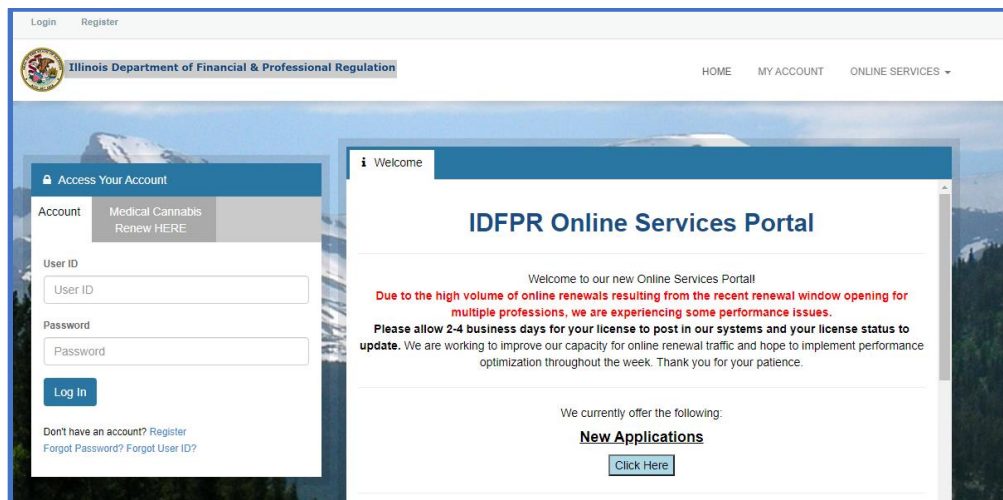 Login Register
Illinois Department of Financial & Professional Regulation
HOME MY ACCOUNT ONLINE SERVICES
Access Your Account
Account Medical Cannabis
Renew HERE
User ID
User ID
Password
Password
Log In
Don't have an account? Register
Forgot Password? Forgot User ID?
i Welcome
IDFPR Online Services Portal
Welcome to our new Online Services Portal!
Due to the high volume of online renewals resulting from the recent renewal window opening for
multiple professions, we are experiencing some performance issues.
Please allow 2-4 business days for your license to post in our systems and your license status to
update. We are working to improve our capacity for online renewal traffic and hope to implement performance
optimization throughout the week. Thank you for your patience.
We currently offer the following:
New Applications
Click Here